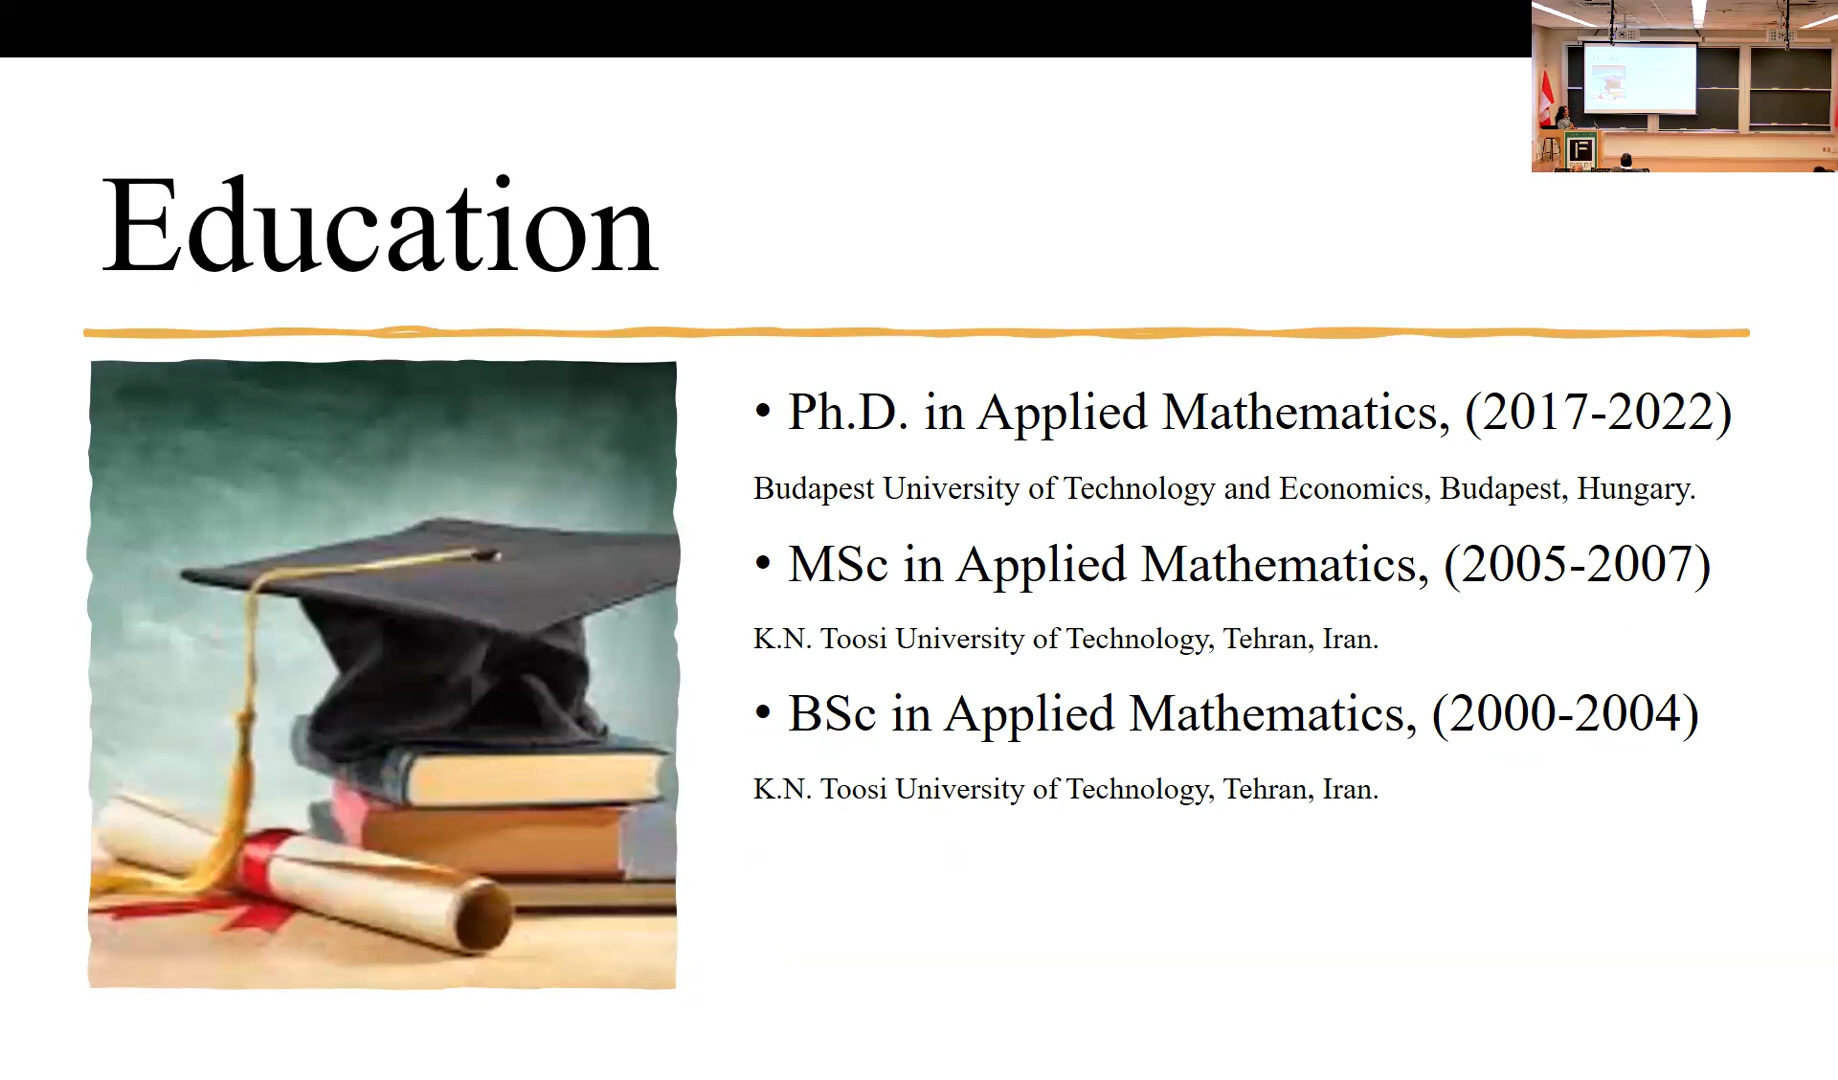 Education
• Ph.D. in Applied Mathematics, (2017-2022)
Budapest University of Technology and Economics, Budapest, Hungary.
• MSc in Applied Mathematics, (2005-2007)
K.N. Toosi University of Technology, Tehran, Iran.
• BSc in Applied Mathematics, (2000-2004)
K.N. Toosi University of Technology, Tehran, Iran.